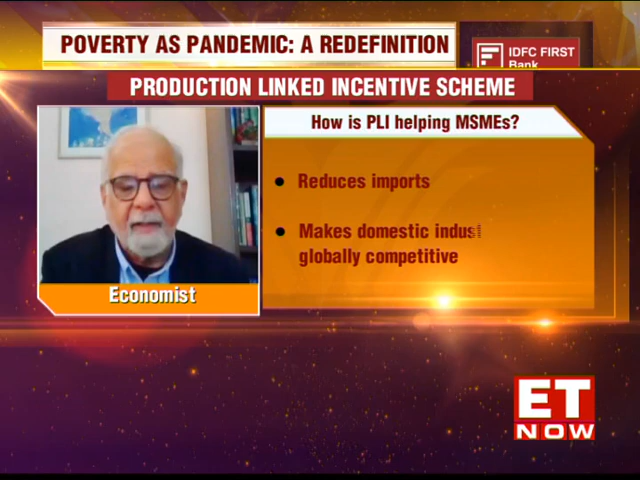 POVERTY AS PANDEMIC: A REDEFINITION
IDFC FIRST
Bank
PRODUCTION LINKED INCENTIVE SCHEME
How is PLI helping MSMEs?
Reduces imports
Makes domestic
globally competitive
Economist
ET
NOW